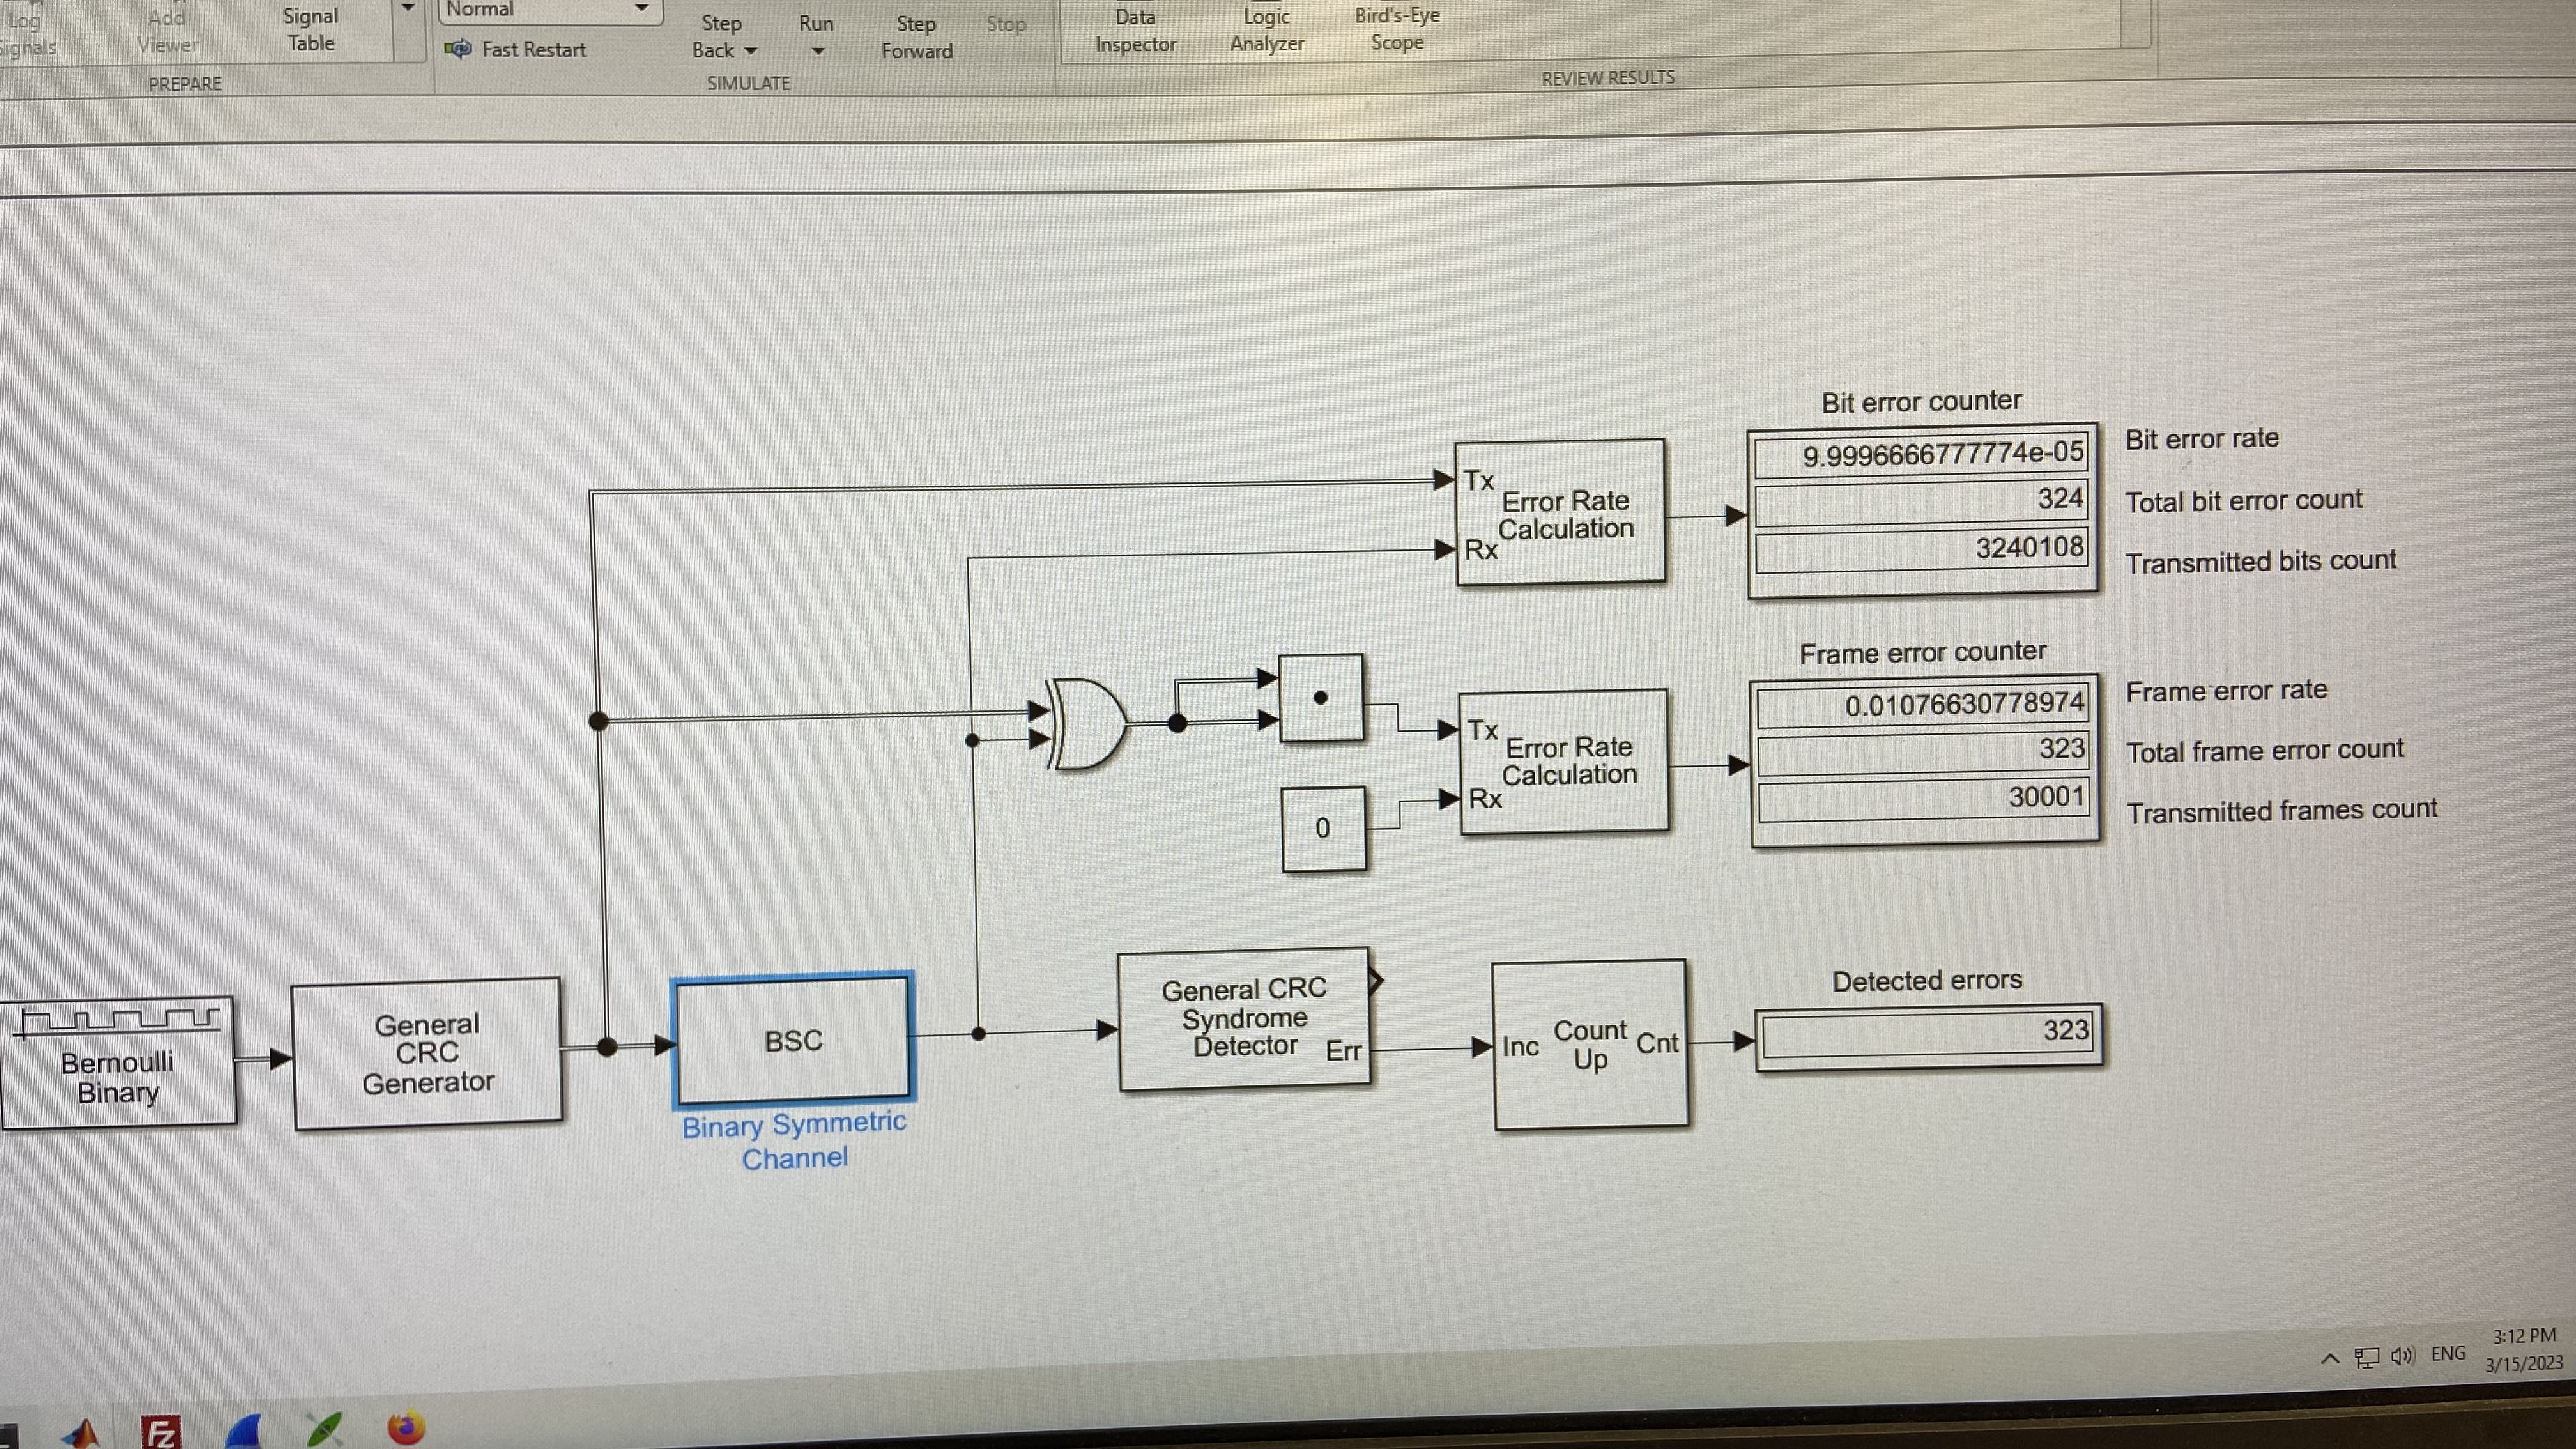 Log
Signals
Add
Viewer
Signal
Table
PREPARE
Normal
Fast Restart
Step
Back
Run
Step
Forward
Stop
SIMULATE
Data
Inspector
Logic
Analyzer
Bird's-Eye
Scope
REVIEW RESULTS
Bit error counter
9.9996666777774e-05
Bit error rate
324
Total bit error count
3240108
Transmitted bits count
Tx
Rx
Error Rate
Calculation
Frame error counter
0.01076630778974
Frame error rate
323
Total frame error count
30001
Transmitted frames count
Tx
Rx
Error Rate
Calculation
0
Bernoulli
Binary
General
CRC
Generator
BSC
Binary Symmetric
Channel
General CRC
Syndrome
Detector
Err
Inc
Count
Up
Cnt
Detected errors
323
ENG
3:12 PM
3/15/2023
FZ